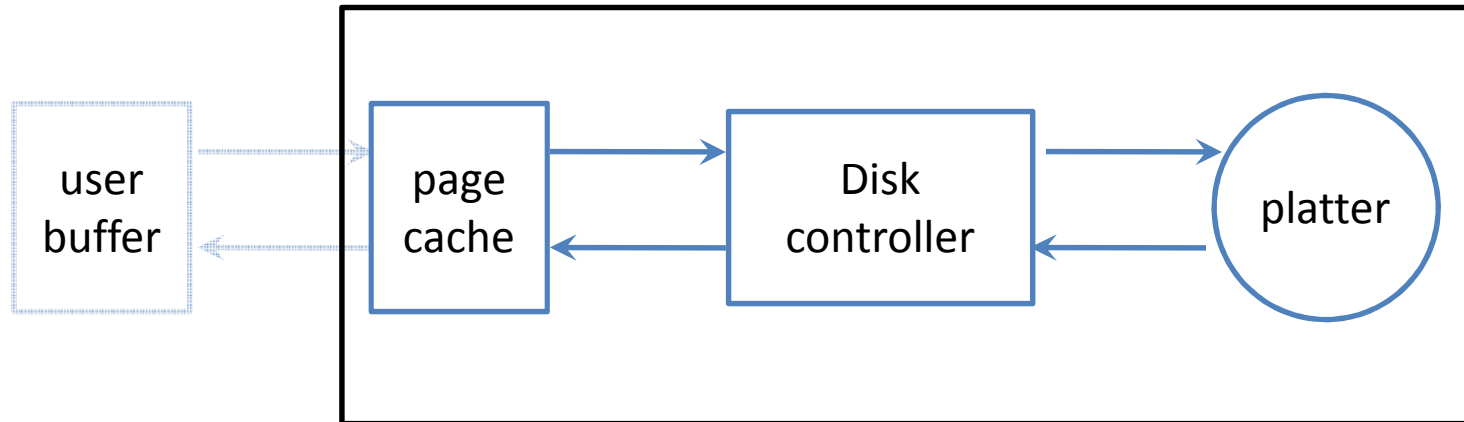 user
buffer
page
cache
Disk
controller
platter